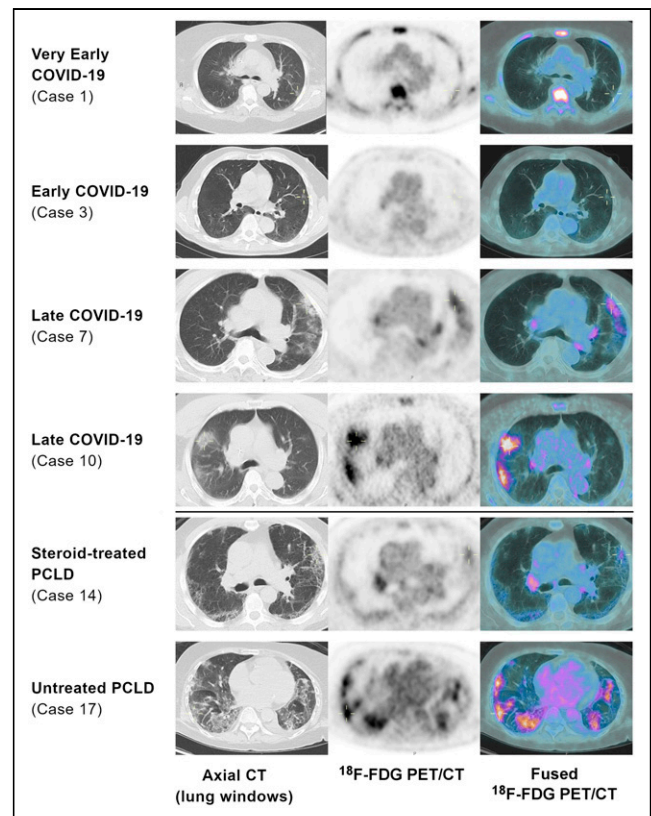 Very Early
COVID-19
(Case 1)
Early COVID-19
(Case 3)
Late COVID-19
(Case 7)
Late COVID-19
(Case 10)
Steroid-treated
PCLD
(Case 14)
Untreated PCLD
(Case 17)
Axial CT
(lung windows)
¹⁸F-FDG PET/CT
Fused
¹⁸F-FDG PET/CT